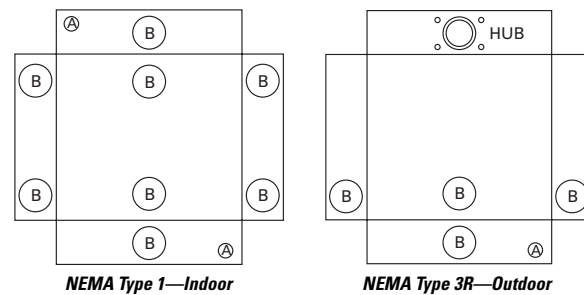 A B
B B B
B B B
B A
NEMA Type 1—Indoor
HUB
B B B
B A
NEMA Type 3R—Outdoor